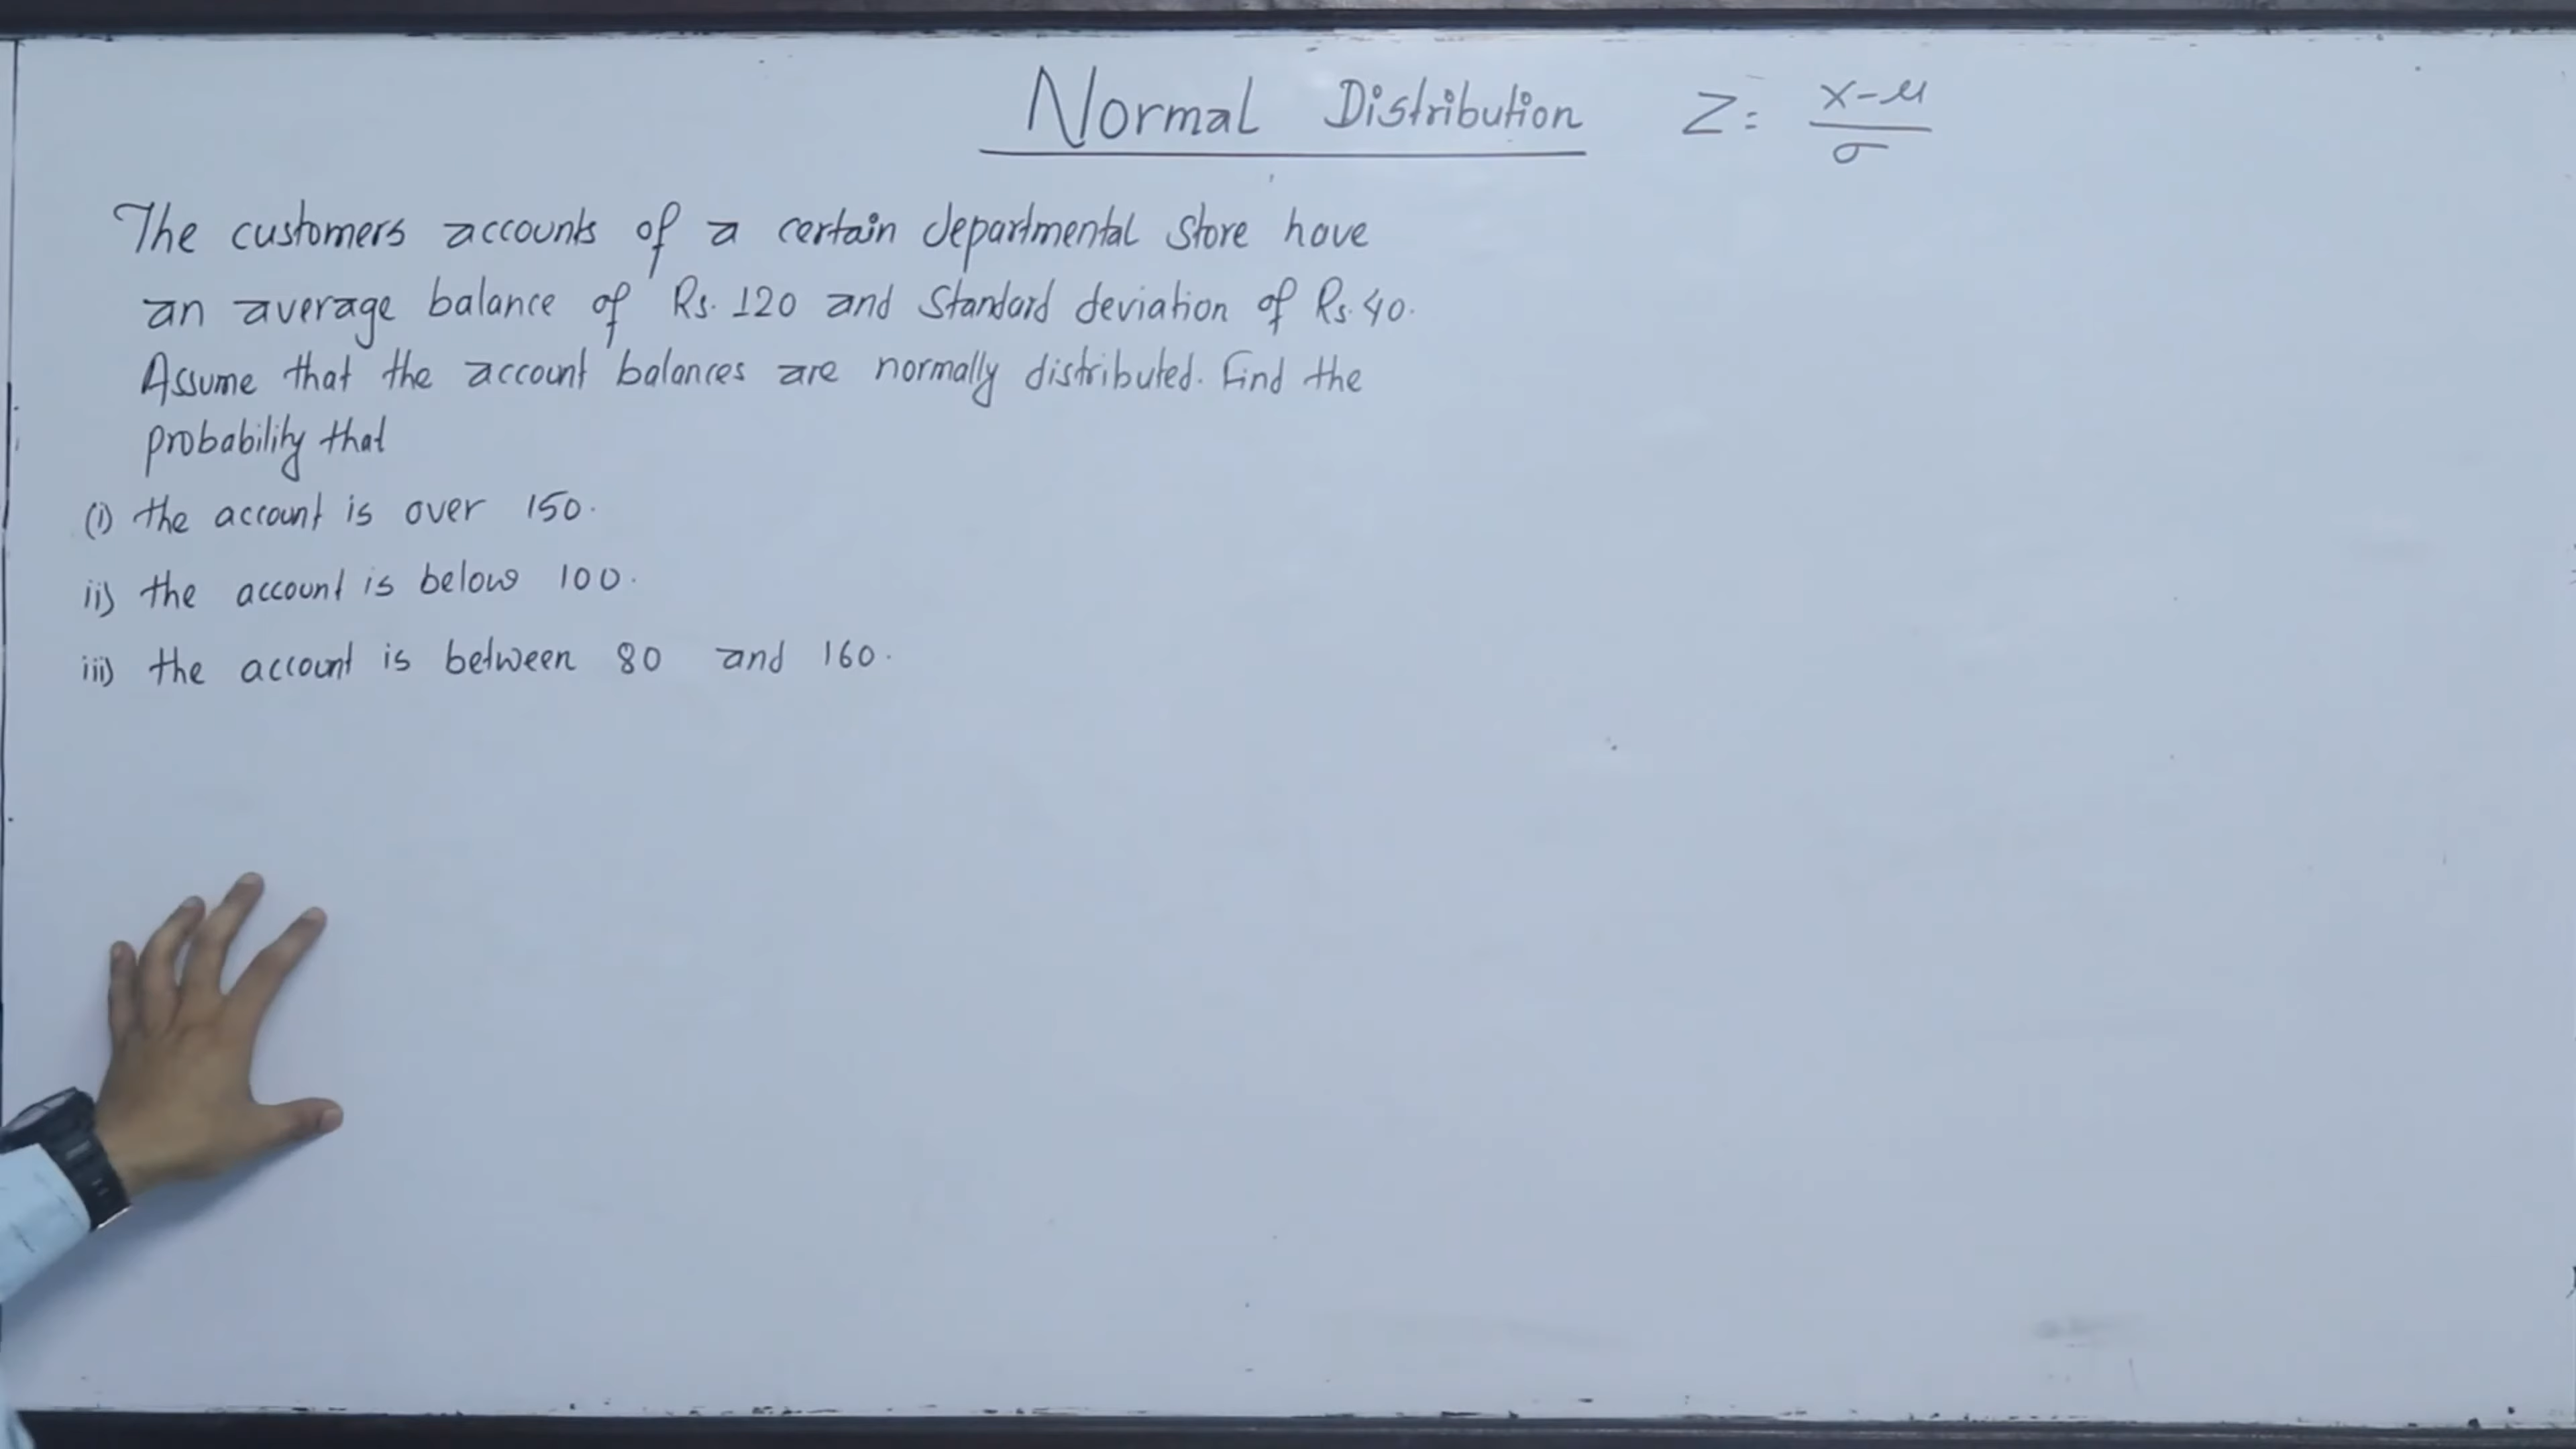 Normal Distribution Z = x-μ / σ
The customers accounts of a certain departmental store have
an average balance of Rs. 120 and Standard deviation of Rs. 40.
Assume that the account balances are normally distributed. Find the
probability that
(i) the account is over 150.
ii) the account is below 100.
iii) the account is between 80 and 160.